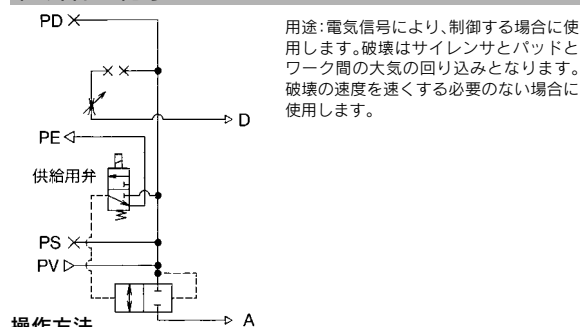 PD
用途:電気信号により、制御する場合に使
用します。破壊はサイレンサとパッドと
ワーク間の大気の回り込みとなります。
破壊の速度を速くする必要のない場合に
使用します。
D
PE
供給用弁
PS
PV
A
操作方法